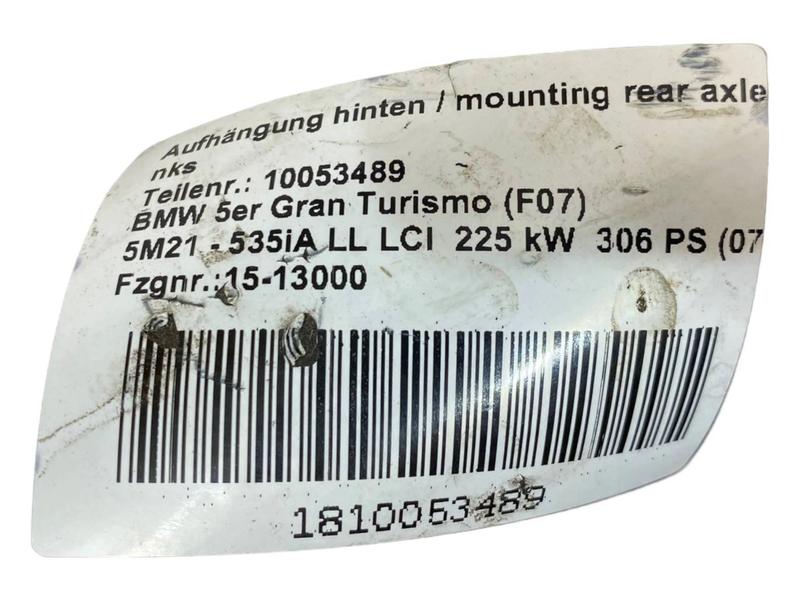 Aufhängung hinten / mounting rear axle
nks
Teilenr.: 10053489
BMW 5er Gran Turismo (F07)
5M21 - 535iA LL LCI 225 kW 306 PS (07
Fzgnr.:15-13000
1810053489